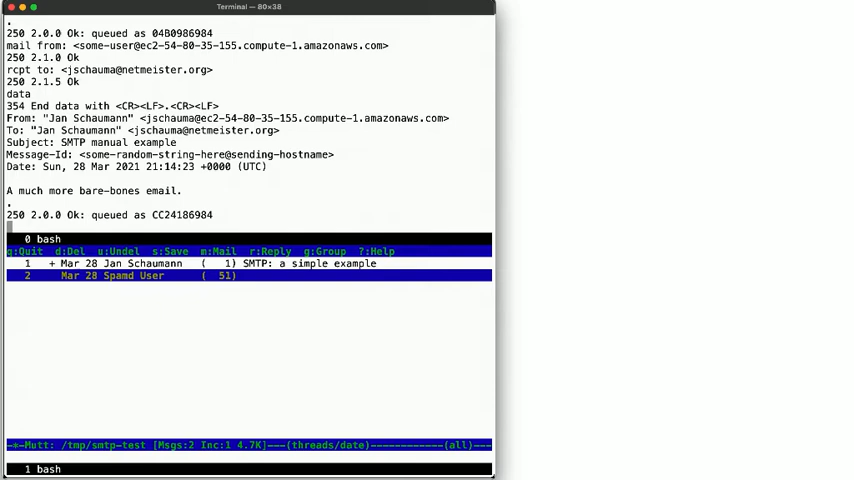 Terminal — 80×38
.
250 2.0.0 Ok: queued as 04B0986984
mail from: <some-user@ec2-54-80-35-155.compute-1.amazonaws.com>
250 2.1.0 Ok
rcpt to: <jschauma@netmeister.org>
250 2.1.5 Ok
data
354 End data with <CR><LF>.<CR><LF>
From: "Jan Schaumann" <jschauma@ec2-54-80-35-155.compute-1.amazonaws.com>
To: "Jan Schaumann" <jschauma@netmeister.org>
Subject: SMTP manual example
Message-Id: <some-random-string-here@sending-hostname>
Date: Sun, 28 Mar 2021 21:14:23 +0000 (UTC)
A much more bare-bones email.
.
250 2.0.0 Ok: queued as CC24186984
0 bash
q:Quit d:Del u:Undel s:Save m:Mail r:Reply g:Group ?:Help
1 + Mar 28 Jan Schaumann ( 1) SMTP: a simple example
2 Mar 28 Spamd User ( 51)
-*-Mutt: /tmp/smtp-test [Msgs:2 Inc:1 4.7K]---(threads/date)------------(all)---
1 bash